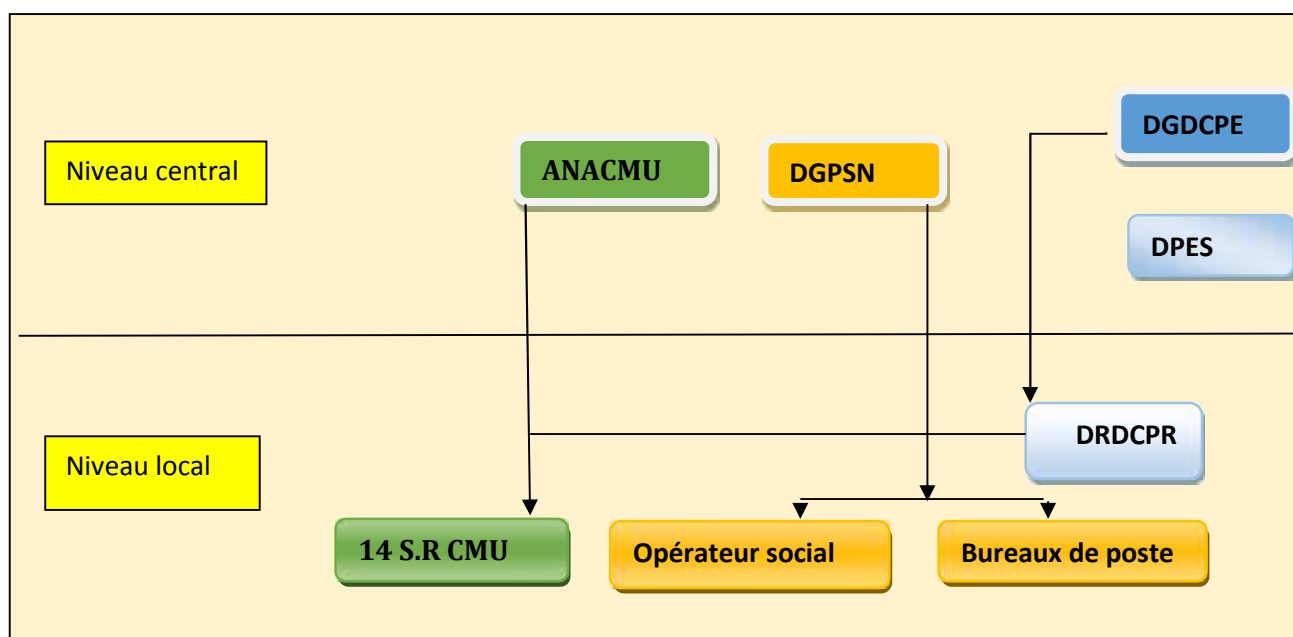 DGDCPE
Niveau central
ANACMU
DGPSN
DPES
DRDCPR
Niveau local
14 S.R CMU
Opérateur social
Bureaux de poste